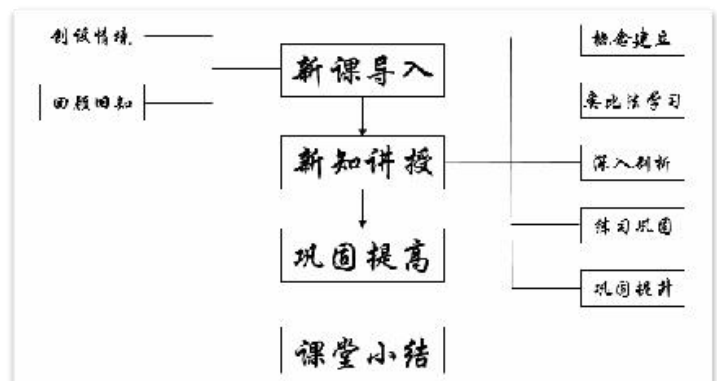 创设情境
回顾旧知
新课导入
新知讲授
巩固提高
课堂小结
概念建立
类比法学习
深入剖析
练习巩固
巩固提升